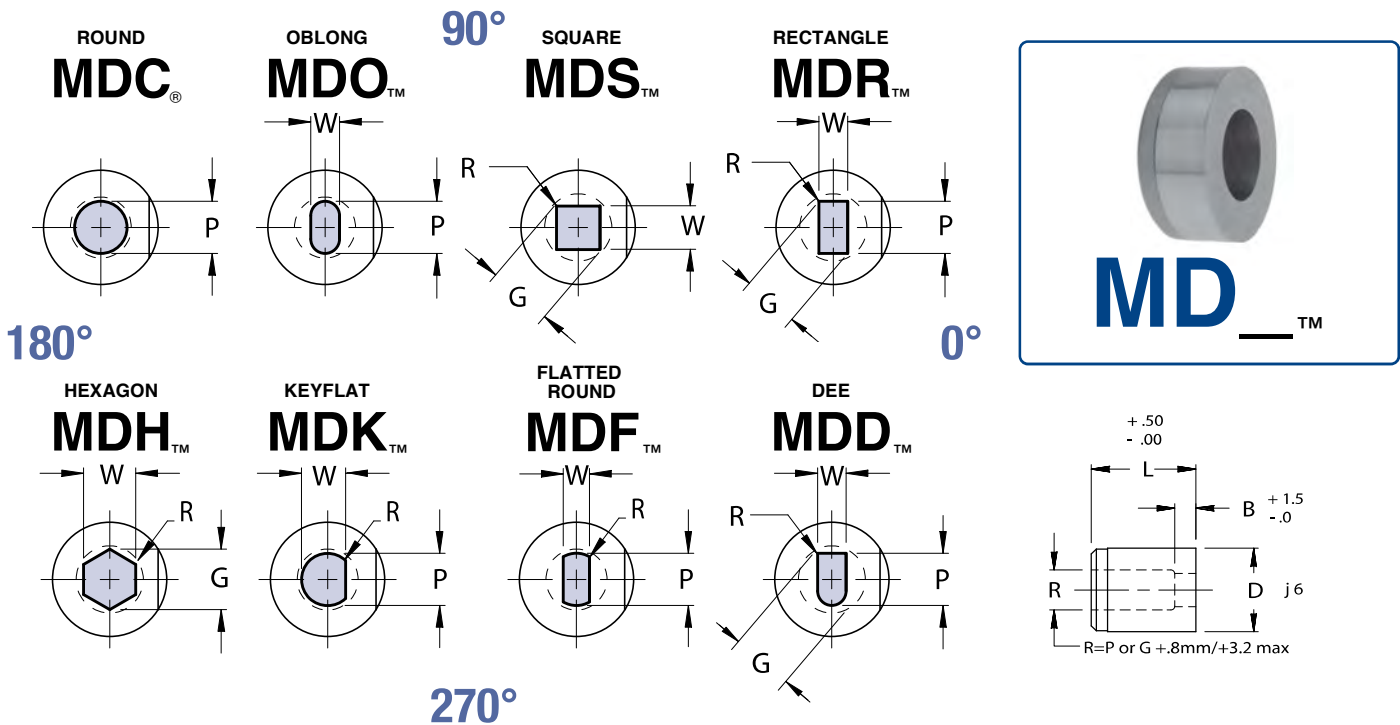 90°
ROUND
MDC®
P
OBLONG
MDO™
W
P
SQUARE
MDS™
R
W
G
RECTANGLE
MDR™
W
R
P
G
MD__™
180°
0°
HEXAGON
MDH™
W
R
G
KEYFLAT
MDK™
W
R
P
FLATTED
ROUND
MDF™
W
R
P
DEE
MDD™
W
R
P
G
+ .50
- .00
L
B + 1.5
- .0
R
D j 6
R=P or G +.8mm/+3.2 max
270°